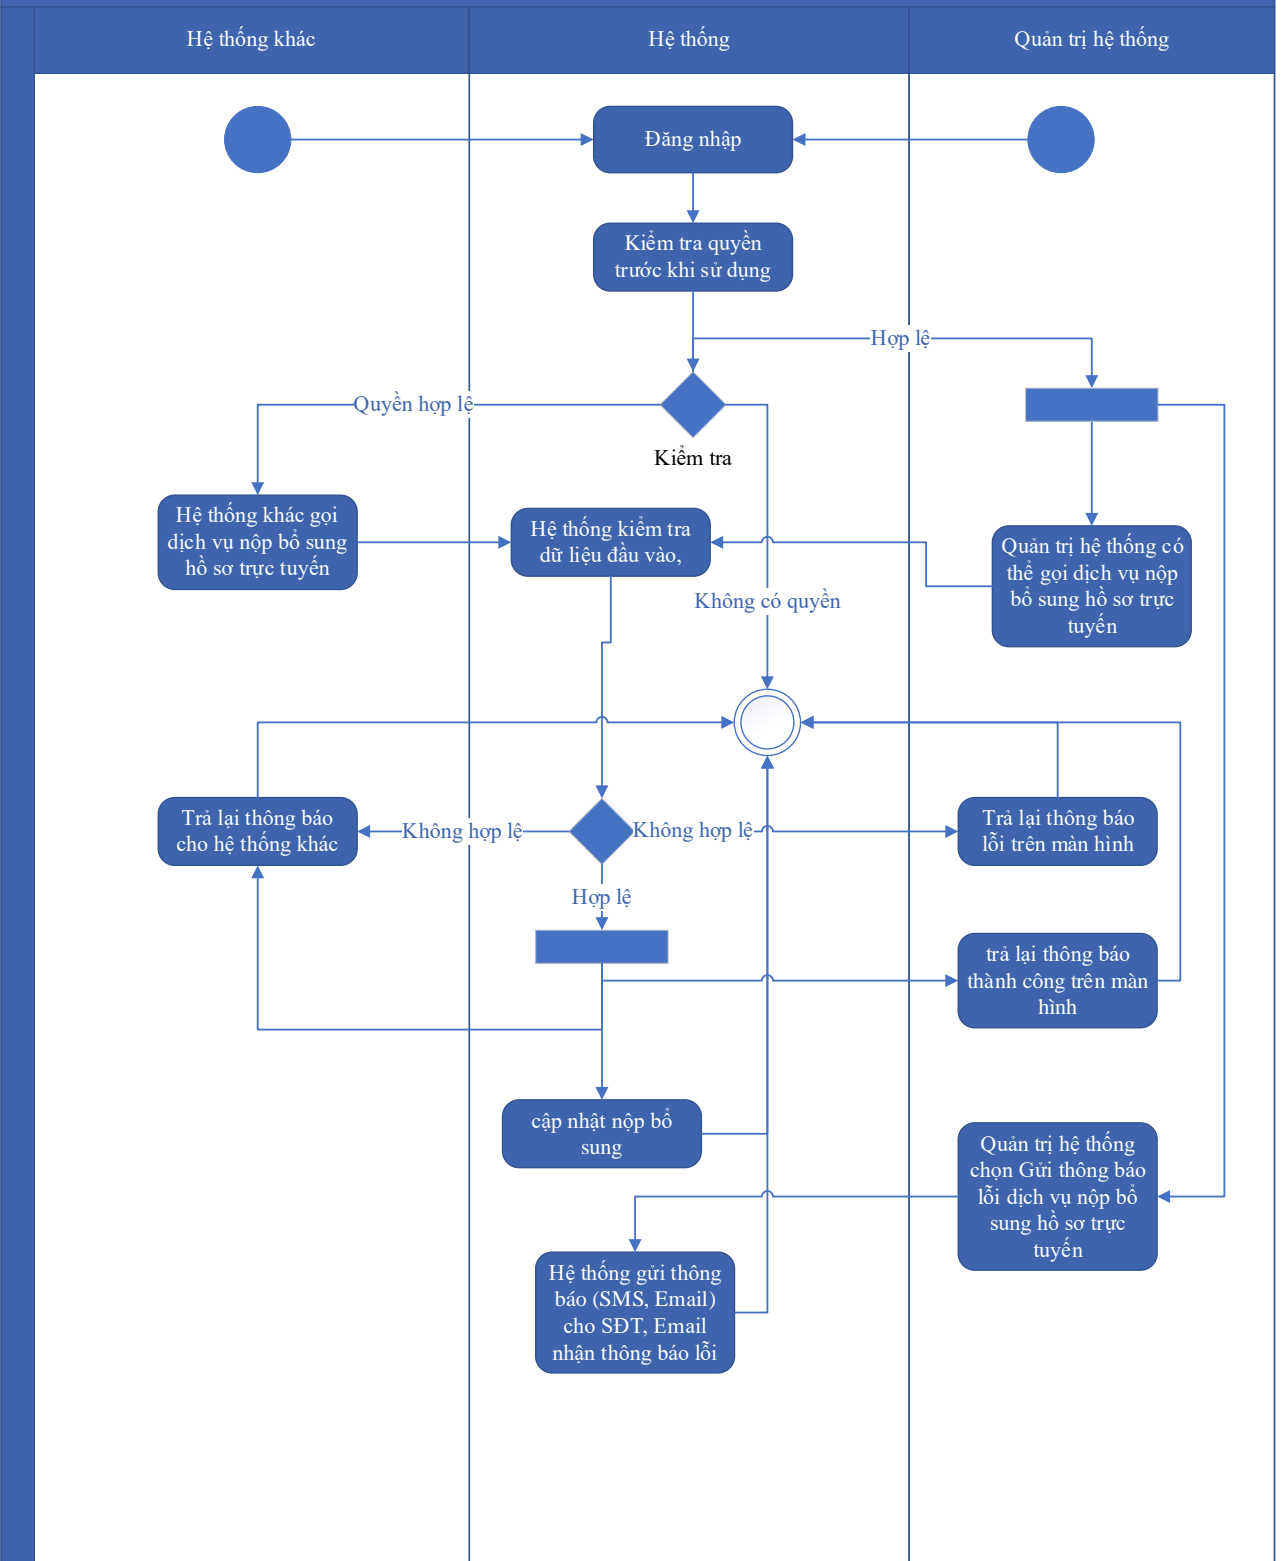 Hệ thống khác
Hệ thống
Quản trị hệ thống
Đăng nhập
Kiểm tra quyền
trước khi sử dụng
Hợp lệ
Quyền hợp lệ
Kiểm tra
Hệ thống khác gọi
dịch vụ nộp bổ sung
hồ sơ trực tuyến
Hệ thống kiểm tra
dữ liệu đầu vào,
Quản trị hệ thống có
thể gọi dịch vụ nộp
bổ sung hồ sơ trực
tuyến
Không có quyền
Trả lại thông báo
cho hệ thống khác
Không hợp lệ
Không hợp lệ
Trả lại thông báo
lỗi trên màn hình
Hợp lệ
trả lại thông báo
thành công trên màn
hình
cập nhật nộp bổ
sung
Quản trị hệ thống
chọn Gửi thông báo
lỗi dịch vụ nộp bổ
sung hồ sơ trực
tuyến
Hệ thống gửi thông
báo (SMS, Email)
cho SĐT, Email
nhận thông báo lỗi